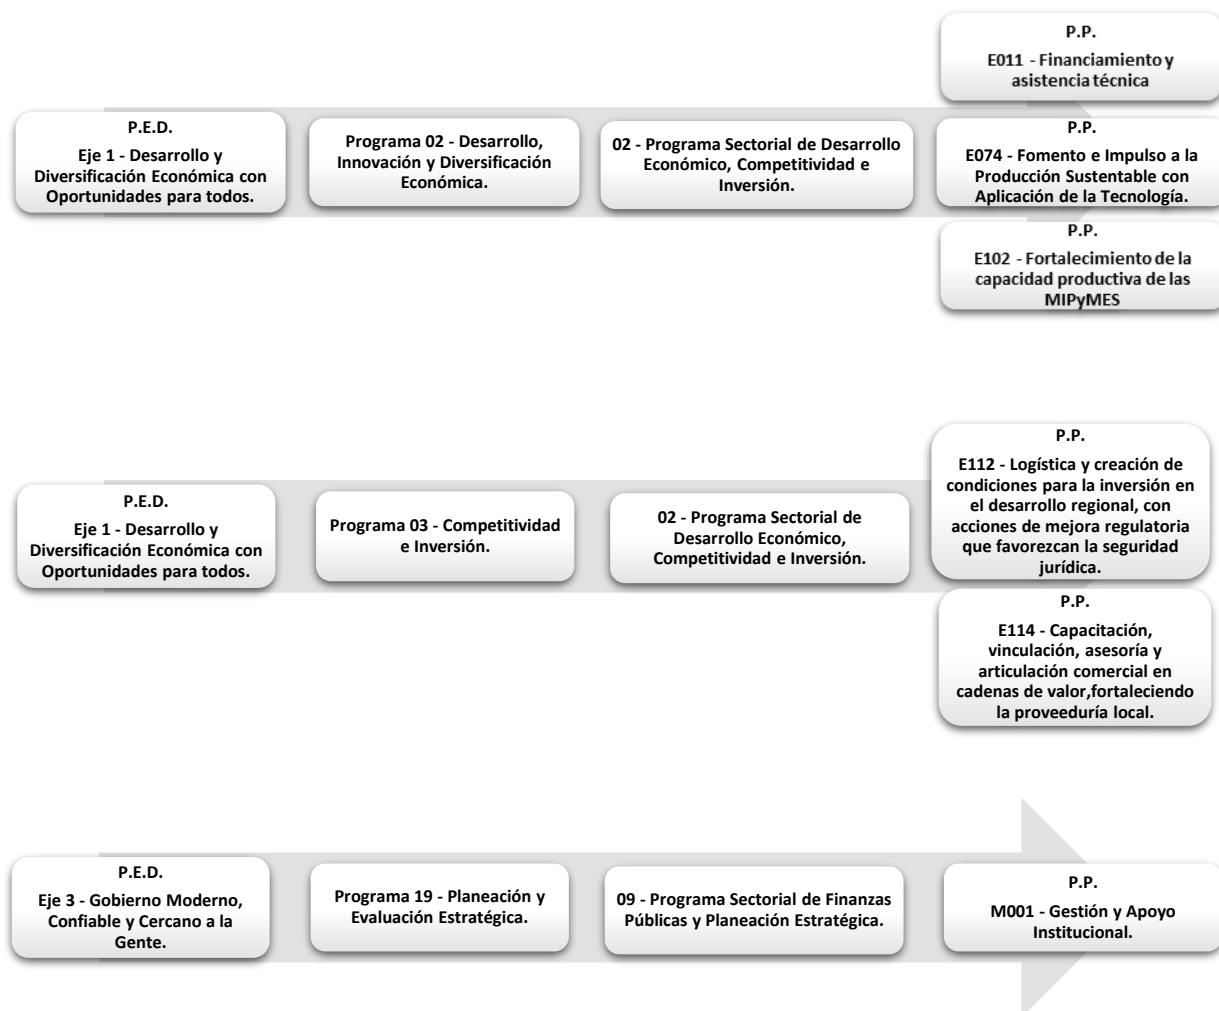 P.P.
E011 - Financiamiento y
asistencia técnica
P.E.D.
Eje 1 - Desarrollo y
Diversificación Económica con
Oportunidades para todos.
Programa 02 - Desarrollo,
Innovación y Diversificación
Económica.
02 - Programa Sectorial de Desarrollo
Económico, Competitividad e
Inversión.
P.P.
E074 - Fomento e Impulso a la
Producción Sustentable con
Aplicación de la Tecnología.
P.P.
E102 - Fortalecimiento de la
capacidad productiva de las
MIPyMES
P.E.D.
Eje 1 - Desarrollo y
Diversificación Económica con
Oportunidades para todos.
Programa 03 - Competitividad
e Inversión.
02 - Programa Sectorial de
Desarrollo Económico,
Competitividad e Inversión.
P.P.
E112 - Logística y creación de
condiciones para la inversión en
el desarrollo regional, con
acciones de mejora regulatoria
que favorezcan la seguridad
jurídica.
P.P.
E114 - Capacitación,
vinculación, asesoría y
articulación comercial en
cadenas de valor,fortaleciendo
la proveeduría local.
P.E.D.
Eje 3 - Gobierno Moderno,
Confiable y Cercano a la
Gente.
Programa 19 - Planeación y
Evaluación Estratégica.
09 - Programa Sectorial de Finanzas
Públicas y Planeación Estratégica.
P.P.
M001 - Gestión y Apoyo
Institucional.